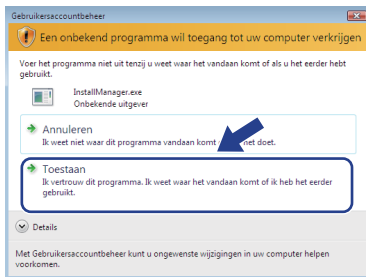 Gebruikersaccountbeheer
Een onbekend programma wil toegang tot uw computer verkrijgen
Voer het programma niet uit tenzij u weet waar het vandaan komt of als u het eerder hebt
gebruikt.
InstallManager.exe
Onbekende uitgever
Annuleren
Ik weet niet waar dit programma vandaan komt het doet.
Toestaan
Ik vertrouw dit programma. Ik weet waar het vandaan komt of ik heb het eerder
gebruikt.
Details
Met Gebruikersaccountbeheer kunt u ongewenste wijzigingen in uw computer helpen
voorkomen.